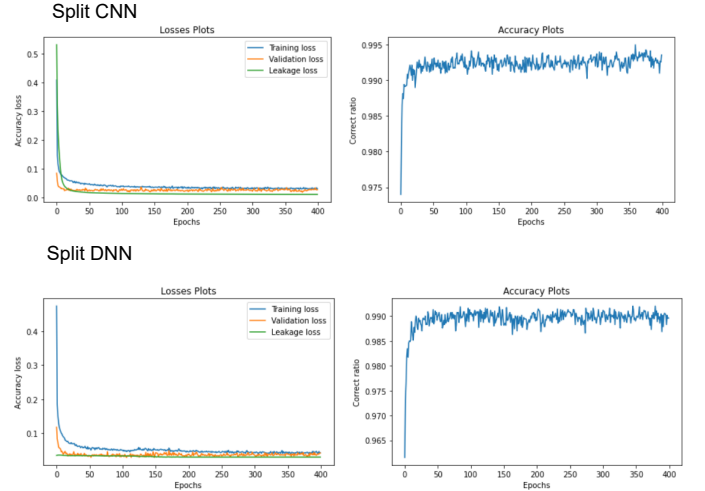 Split CNN
Losses Plots
Accuracy loss
0.5
0.4
0.3
0.2
0.1
0.0
Training loss
Validation loss
Leakage loss
0 50 100 150 200 250 300 350 400
Epochs
Accuracy Plots
Correct ratio
0.995
0.990
0.985
0.980
0.975
0 50 100 150 200 250 300 350 400
Epochs
Split DNN
Losses Plots
Accuracy loss
0.4
0.3
0.2
0.1
Training loss
Validation loss
Leakage loss
0 50 100 150 200 250 300 350 400
Epochs
Accuracy Plots
Correct ratio
0.990
0.985
0.980
0.975
0.970
0.965
0 50 100 150 200 250 300 350 400
Epochs